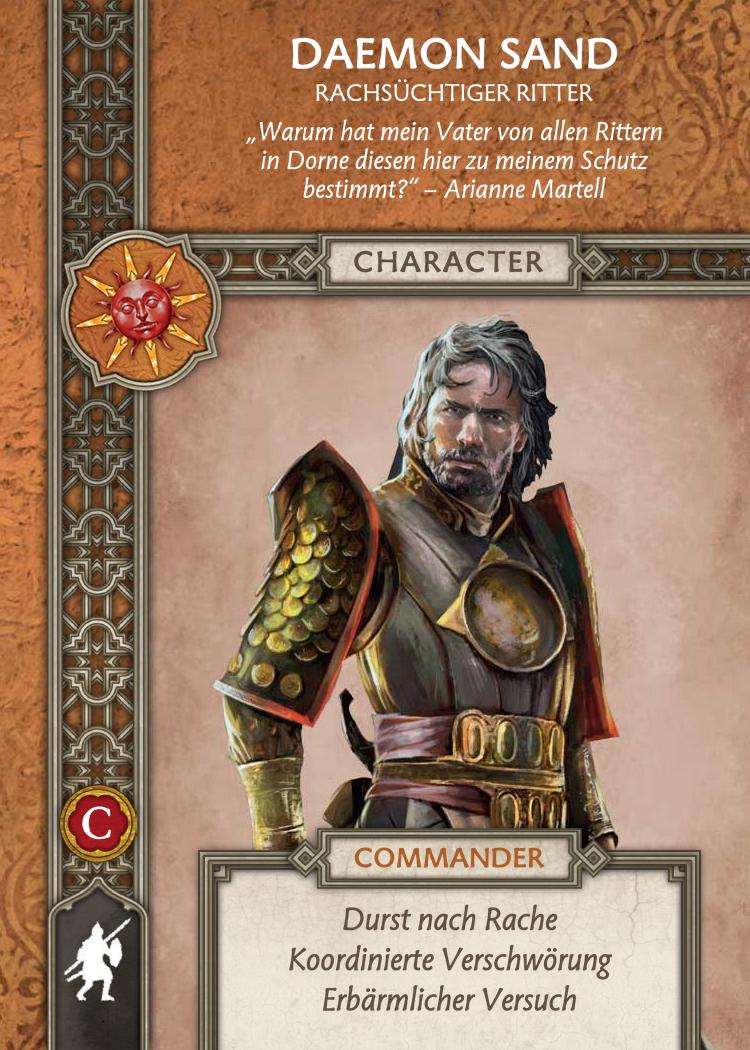 DAEMON SAND
RACHSÜCHTIGER RITTER
„Warum hat mein Vater von allen Rittern
in Dorne diesen hier zu meinem Schutz
bestimmt?“ – Arianne Martell
CHARACTER
C
COMMANDER
Durst nach Rache
Koordinierte Verschwörung
Erbärmlicher Versuch